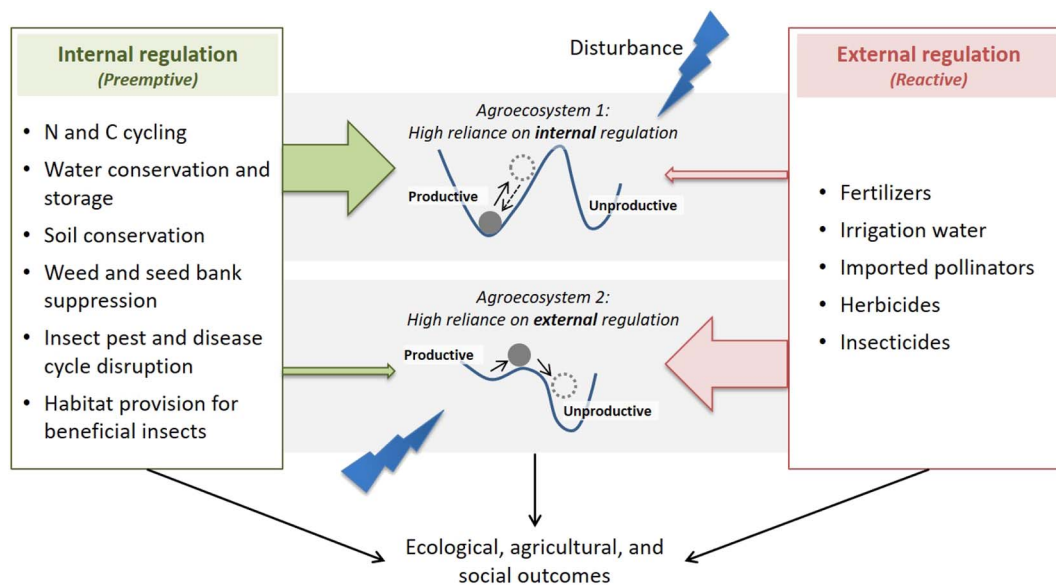 Internal regulation
(Preemptive)
• N and C cycling
• Water conservation and
storage
• Soil conservation
• Weed and seed bank
suppression
• Insect pest and disease
cycle disruption
• Habitat provision for
beneficial insects
Disturbance
Agroecosystem 1:
High reliance on internal regulation
Productive
Unproductive
Agroecosystem 2:
High reliance on external regulation
Productive
Unproductive
External regulation
(Reactive)
• Fertilizers
• Irrigation water
• Imported pollinators
• Herbicides
• Insecticides
Ecological, agricultural, and
social outcomes